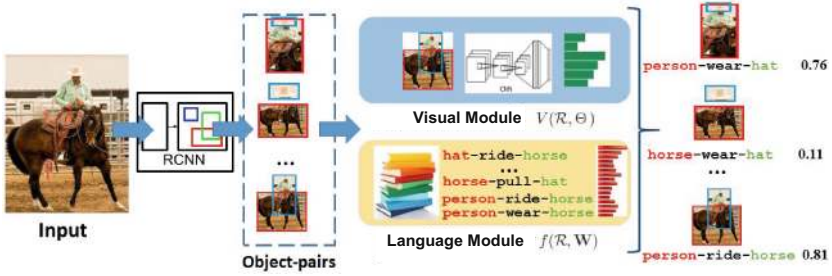 Input
RCNN
...
Object-pairs
CNN
Visual Module V(R, Θ)
hat-ride-horse
...
horse-pull-hat
person-ride-horse
person-wear-horse
Language Module f(R, W)
person-wear-hat 0.76
horse-wear-hat 0.11
...
person-ride-horse 0.81